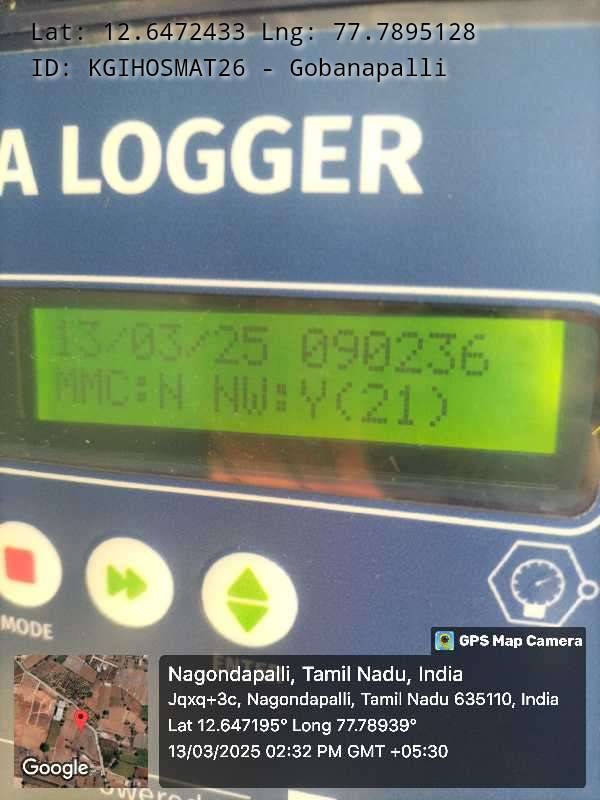 Lat: 12.6472433 Lng: 77.7895128
ID: KGIHOSMAT26 - Gobanapalli
A LOGGER
13/03/25 090236
MMC:N NW:Y(21)
MODE
ENTER
GPS Map Camera
Nagondapalli, Tamil Nadu, India
Jqxq+3c, Nagondapalli, Tamil Nadu 635110, India
Lat 12.647195° Long 77.78939°
13/03/2025 02:32 PM GMT +05:30
Google